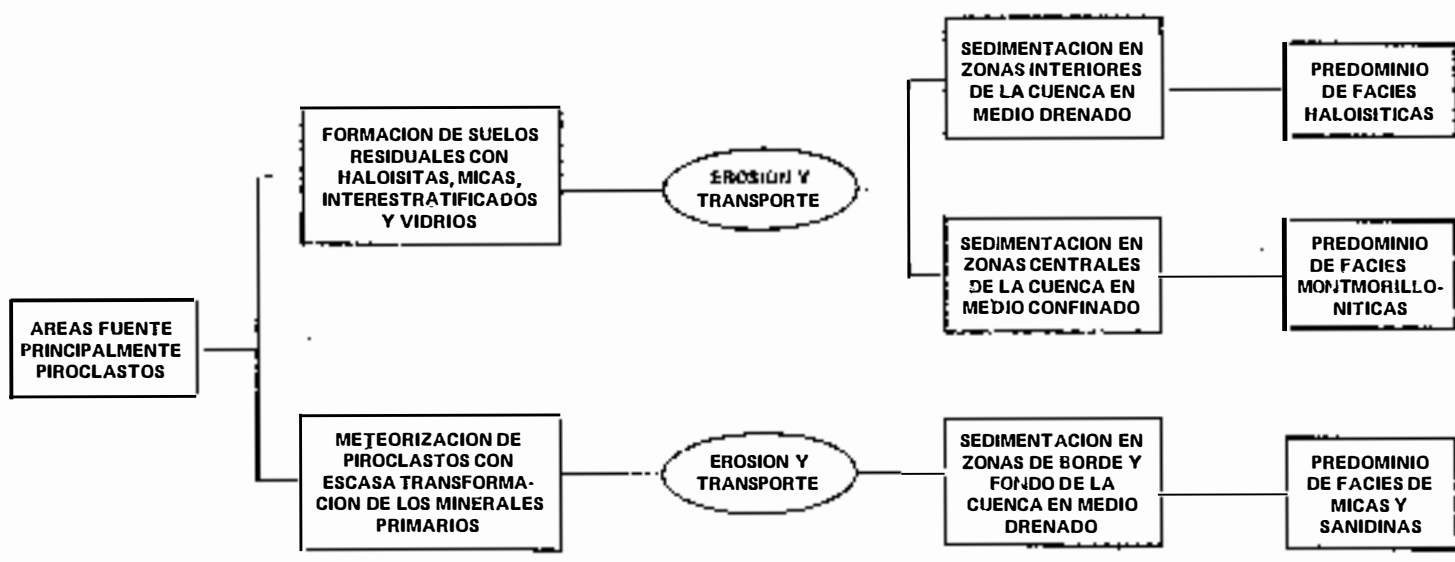 AREAS FUENTE
PRINCIPALMENTE
PIROCLASTOS
FORMACION DE SUELOS
RESIDUALES CON
HALOISITAS, MICAS,
INTERESTRATIFICADOS
Y VIDRIOS
EROSION Y
TRANSPORTE
SEDIMENTACION EN
ZONAS INTERIORES
DE LA CUENCA EN
MEDIO DRENADO
PREDOMINIO
DE FACIES
HALOISITICAS
SEDIMENTACION EN
ZONAS CENTRALES
DE LA CUENCA EN
MEDIO CONFINADO
PREDOMINIO
DE FACIES
MONTMORILLO-
NITICAS
METEORIZACION DE
PIROCLASTOS CON
ESCASA TRANSFORMA-
CION DE LOS MINERALES
PRIMARIOS
EROSION Y
TRANSPORTE
SEDIMENTACION EN
ZONAS DE BORDE Y
FONDO DE LA
CUENCA EN MEDIO
DRENADO
PREDOMINIO
DE FACIES DE
MICAS Y
SANIDINAS